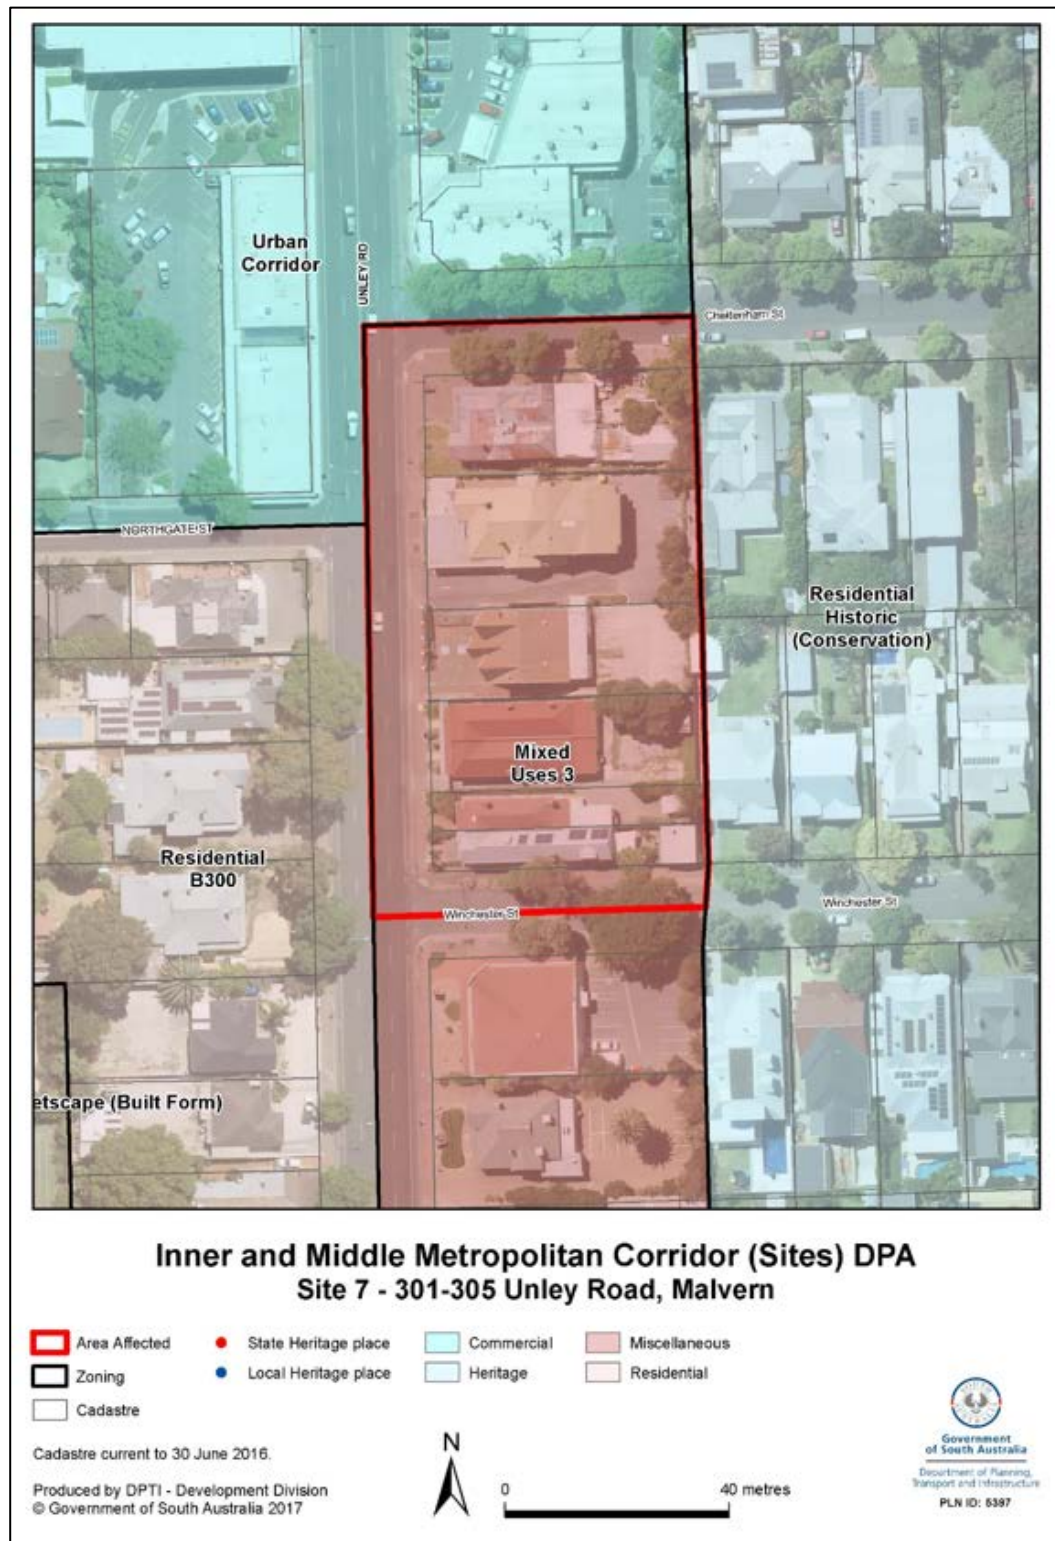 Urban
Corridor
UNLEY RD
Cheltenham St
NORTHGATE ST
Residential
Historic
(Conservation)
Mixed
Uses 3
Residential
B300
Winchester St
Winchester St
etscape (Built Form)
Inner and Middle Metropolitan Corridor (Sites) DPA
Site 7 - 301-305 Unley Road, Malvern
Area Affected
State Heritage place
Commercial
Miscellaneous
Zoning
Local Heritage place
Heritage
Residential
Cadastre
Cadastre current to 30 June 2016.
Produced by DPTI - Development Division
© Government of South Australia 2017
N
0 40 metres
SOUTH AUSTRALIA
Government
of South Australia
Department of Planning,
Transport and Infrastructure
PLN ID: 5397